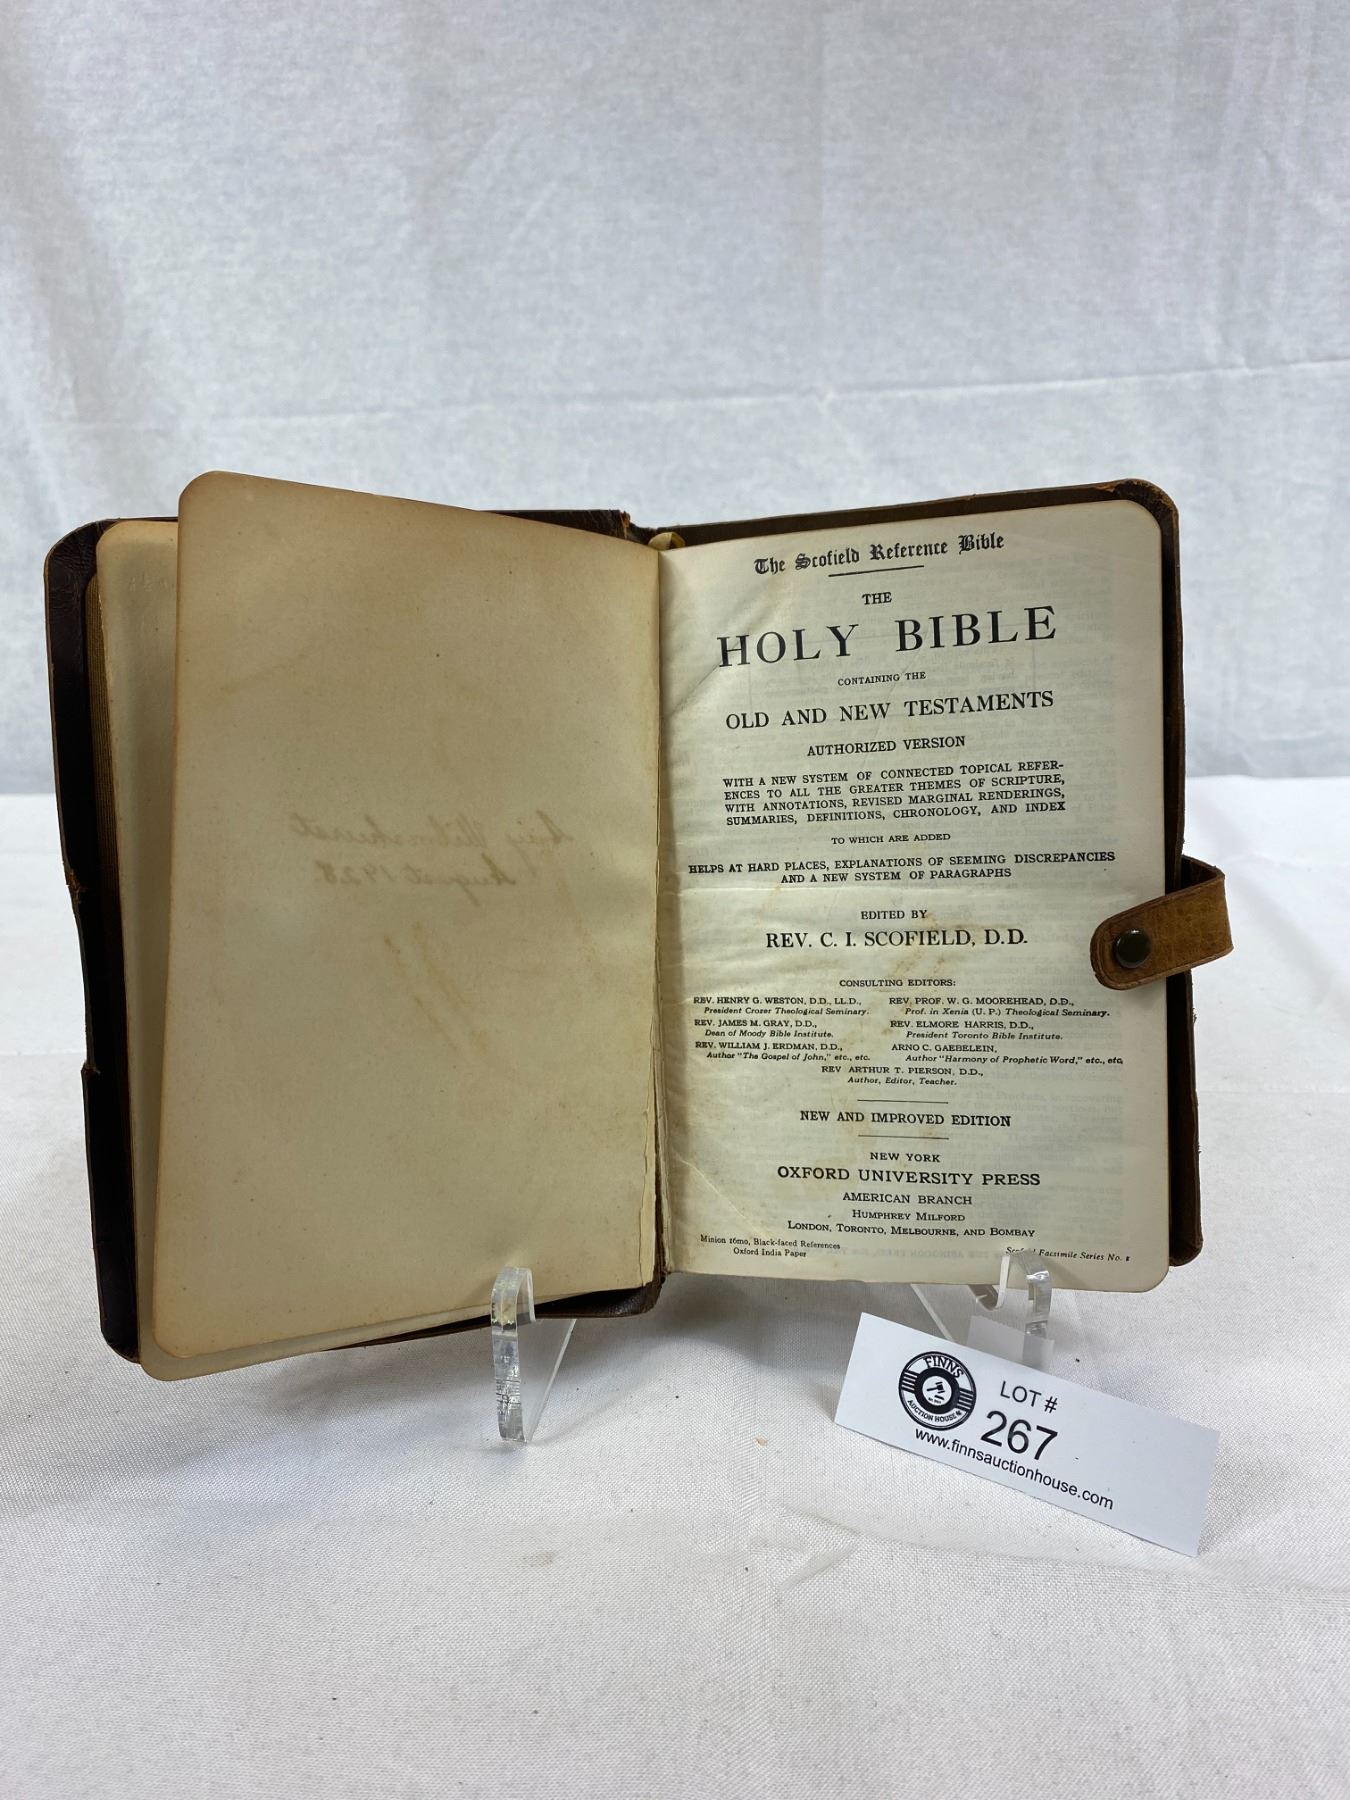 August 1928
The Scofield Reference Bible
THE
HOLY BIBLE
CONTAINING THE
OLD AND NEW TESTAMENTS
AUTHORIZED VERSION
WITH A NEW SYSTEM OF CONNECTED TOPICAL REFER-
ENCES TO ALL THE GREATER THEMES OF SCRIPTURE,
WITH ANNOTATIONS, REVISED MARGINAL RENDERINGS,
SUMMARIES, DEFINITIONS, CHRONOLOGY, AND INDEX
TO WHICH ARE ADDED
HELPS AT HARD PLACES, EXPLANATIONS OF SEEMING DISCREPANCIES
AND A NEW SYSTEM OF PARAGRAPHS
EDITED BY
REV. C. I. SCOFIELD, D.D.
CONSULTING EDITORS:
REV. HENRY G. WESTON, D.D., LL.D.,
President Crozer Theological Seminary.
REV. JAMES M. GRAY, D.D.,
Dean of Moody Bible Institute.
REV. WILLIAM J. ERDMAN, D.D.,
Author "The Gospel of John," etc., etc.
REV. PROF. W. G. MOOREHEAD, D.D.,
Prof. in Xenia (U. P.) Theological Seminary.
REV. ELMORE HARRIS, D.D.,
President Toronto Bible Institute.
ARNO C. GAEBELEIN,
Author "Harmony of Prophetic Word," etc., etc,
REV ARTHUR T. PIERSON, D.D.,
Author, Editor, Teacher.
NEW AND IMPROVED EDITION
NEW YORK
OXFORD UNIVERSITY PRESS
AMERICAN BRANCH
HUMPHREY MILFORD
LONDON, TORONTO, MELBOURNE, AND BOMBAY
Minion 16mo, Black-faced References
Oxford India Paper
Facsimile Series No.
FINNS
AUCTION HOUSE
LOT #
267
www.finnsauctionhouse.com